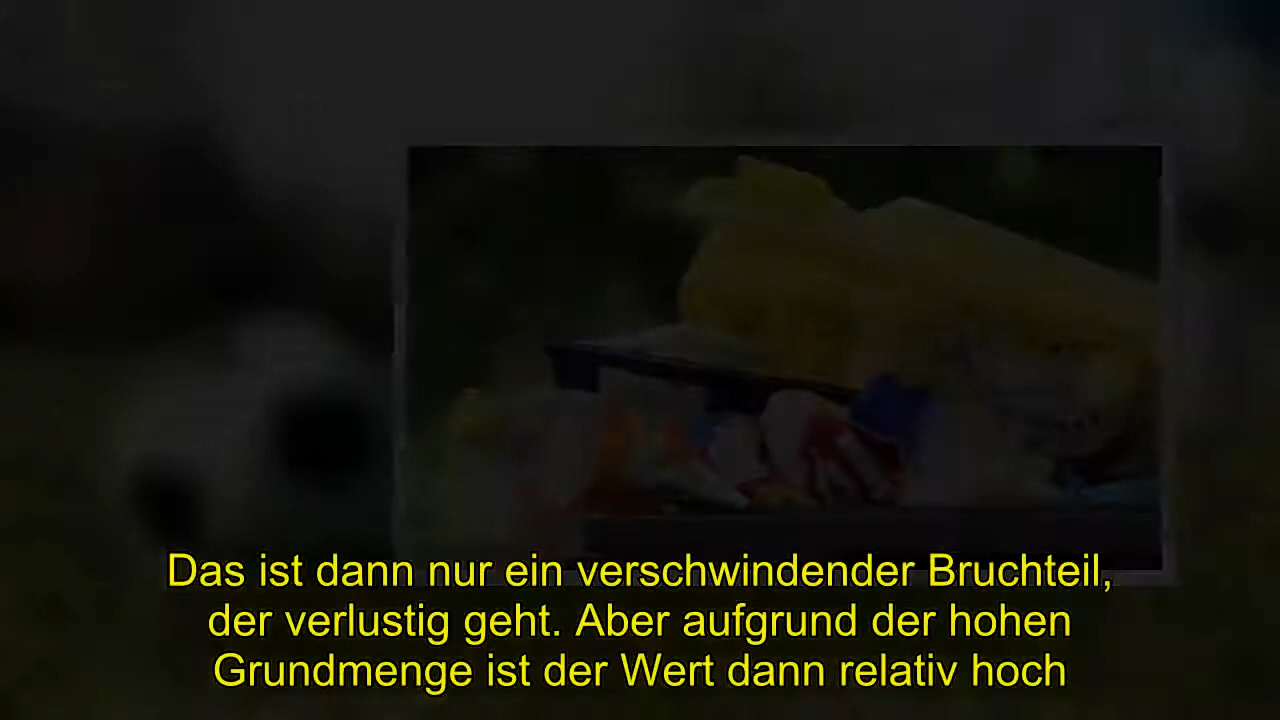 Das ist dann nur ein verschwindender Bruchteil,
der verlustig geht. Aber aufgrund der hohen
Grundmenge ist der Wert dann relativ hoch